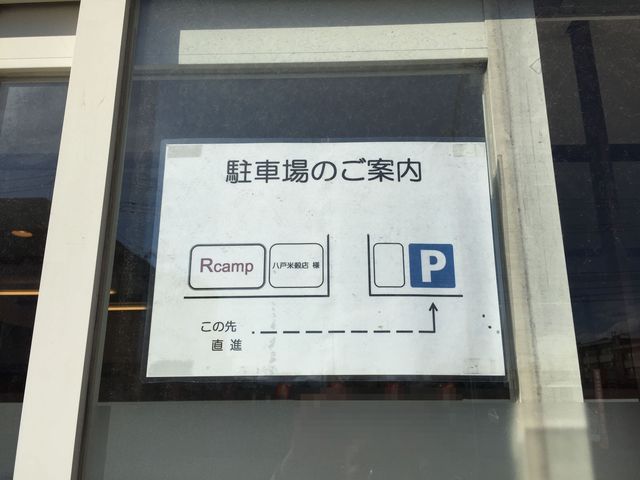 駐車場のご案内
Rcamp
八戸米穀店 様
P
この先
直進